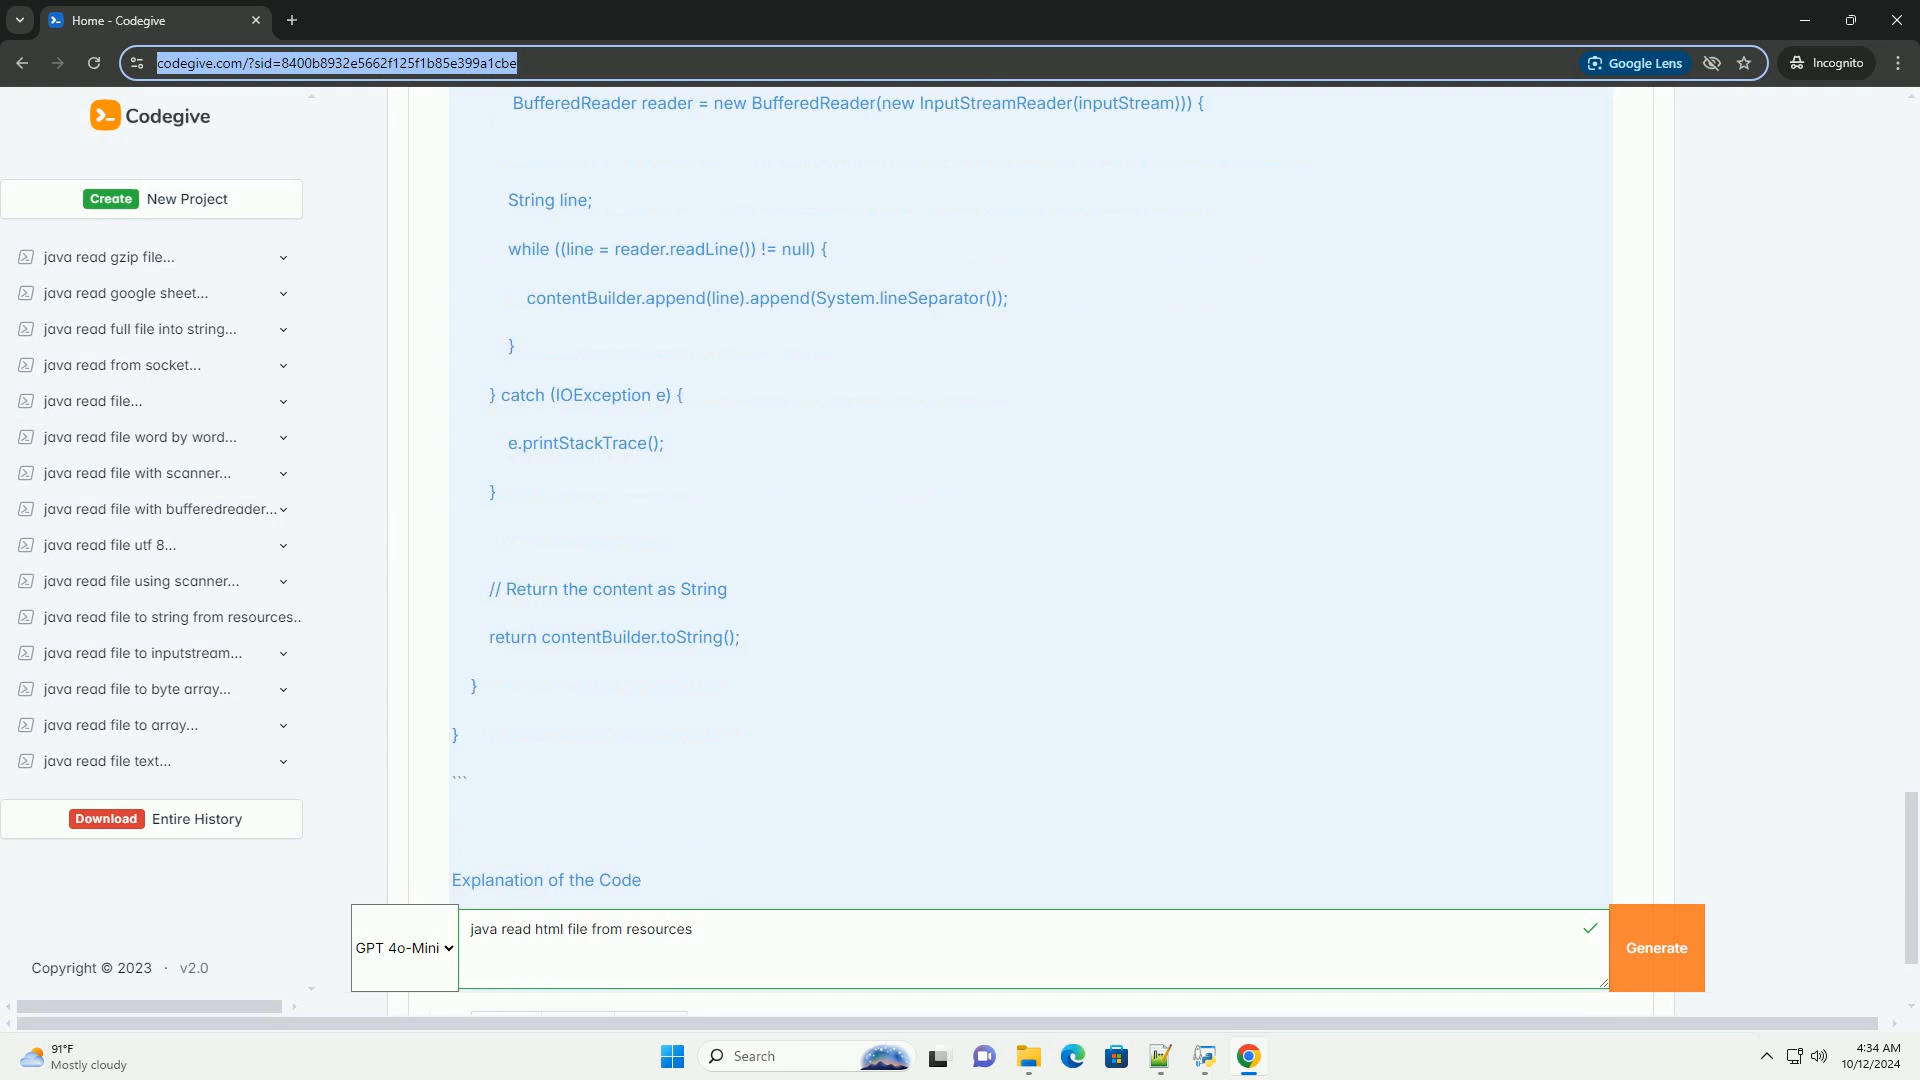 Home - Codegive
codegive.com/?sid=8400b8932e5662f125f1b85e399a1cbe
Google Lens
Incognito
Codegive
Create New Project
java read gzip file...
java read google sheet...
java read full file into string...
java read from socket...
java read file...
java read file word by word...
java read file with scanner...
java read file with bufferedreader...
java read file utf 8...
java read file using scanner...
java read file to string from resources..
java read file to inputstream...
java read file to byte array...
java read file to array...
java read file text...
Download Entire History
Copyright © 2023 · v2.0
BufferedReader reader = new BufferedReader(new InputStreamReader(inputStream))) {
String line;
while ((line = reader.readLine()) != null) {
contentBuilder.append(line).append(System.lineSeparator());
}
} catch (IOException e) {
e.printStackTrace();
}
// Return the content as String
return contentBuilder.toString();
}
}
```
Explanation of the Code
GPT 4o-Mini
java read html file from resources
Generate
91°F
Mostly cloudy
Search
4:34 AM
10/12/2024